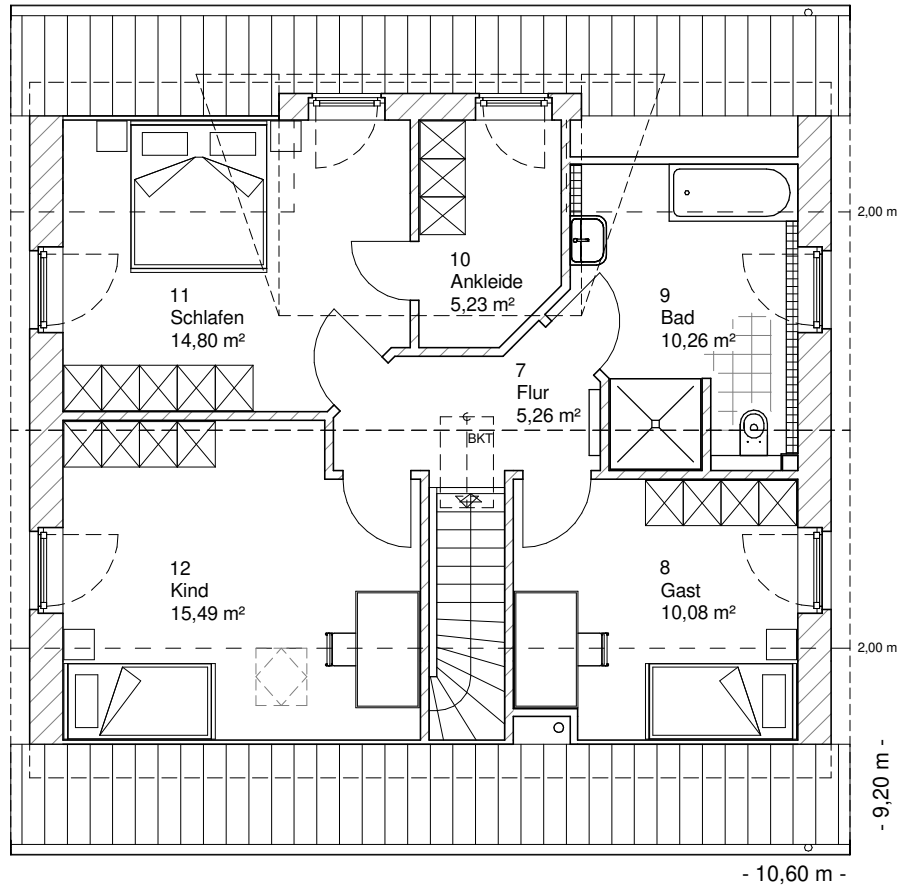 2,00 m
10
Ankleide
5,23 m²
11
Schlafen
14,80 m²
9
Bad
10,26 m²
7
Flur
5,26 m²
BKT
12
Kind
15,49 m²
8
Gast
10,08 m²
2,00 m
- 9,20 m -
- 10,60 m -